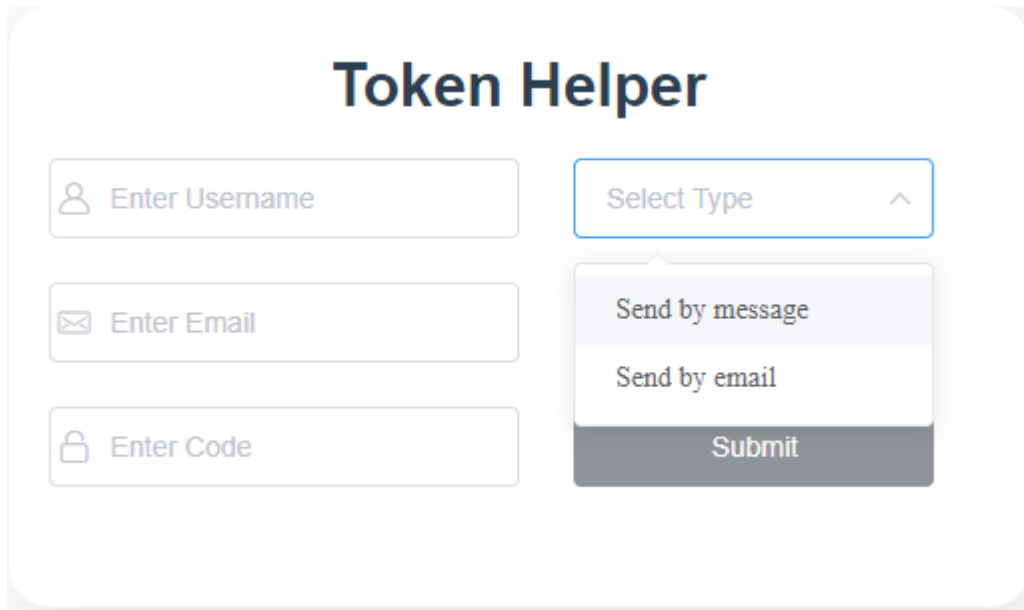 Token Helper
Enter Username
Select Type
Enter Email
Send by message
Send by email
Enter Code
Submit